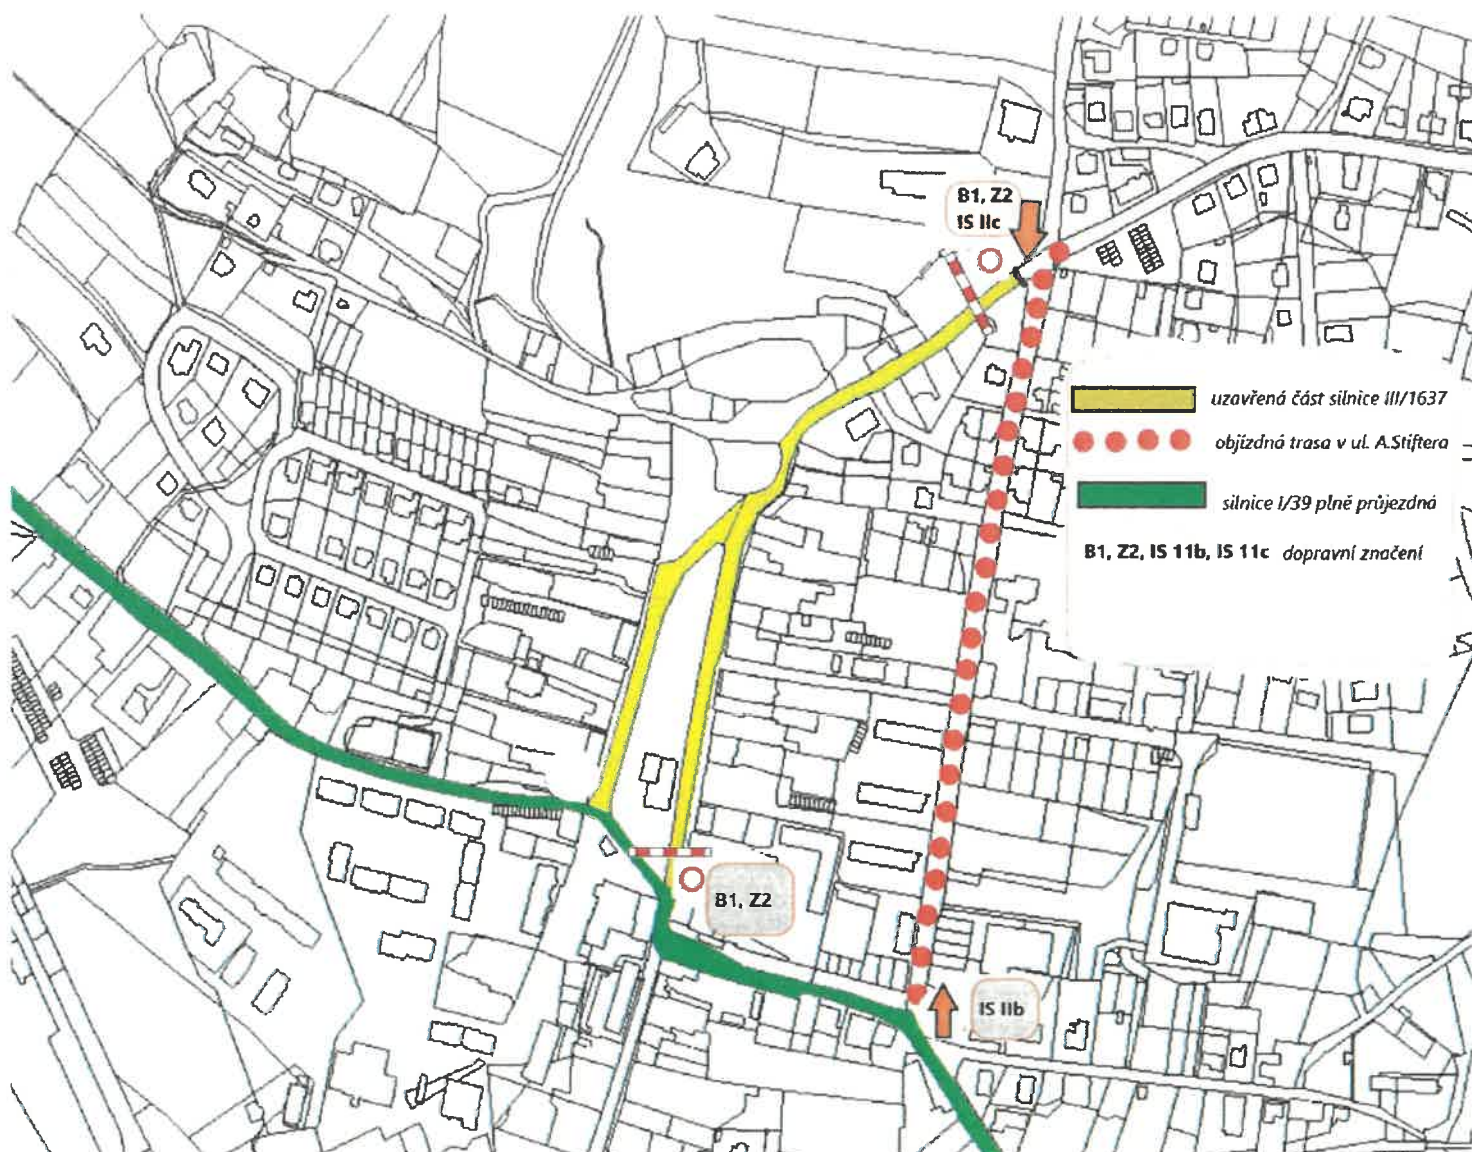 B1, Z2
IS IIc
uzavřená část silnice III/1637
objízdná trasa v ul. A.Stiftera
silnice I/39 plně průjezdná
B1, Z2, IS 11b, IS 11c dopravní značení
B1, Z2
IS IIb